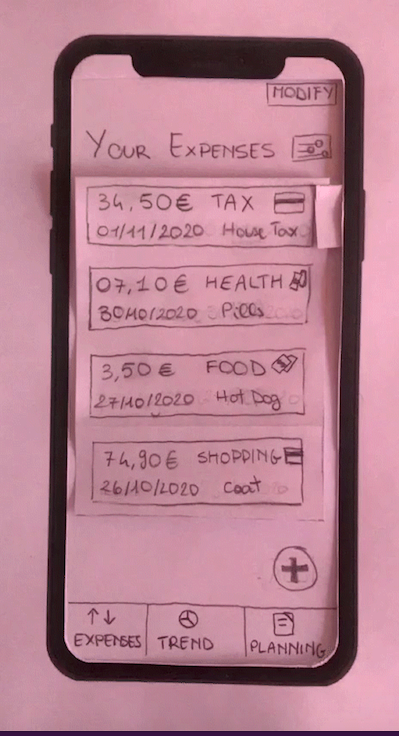 MODIFY
YOUR EXPENSES
34,50€ TAX
01/11/2020 House Tax
07,10€ HEALTH
30/10/2020 Pills
3,50€ FOOD
27/10/2020 Hot Dog
74,90€ SHOPPING
26/10/2020 Coat
+
EXPENSES TREND PLANNING